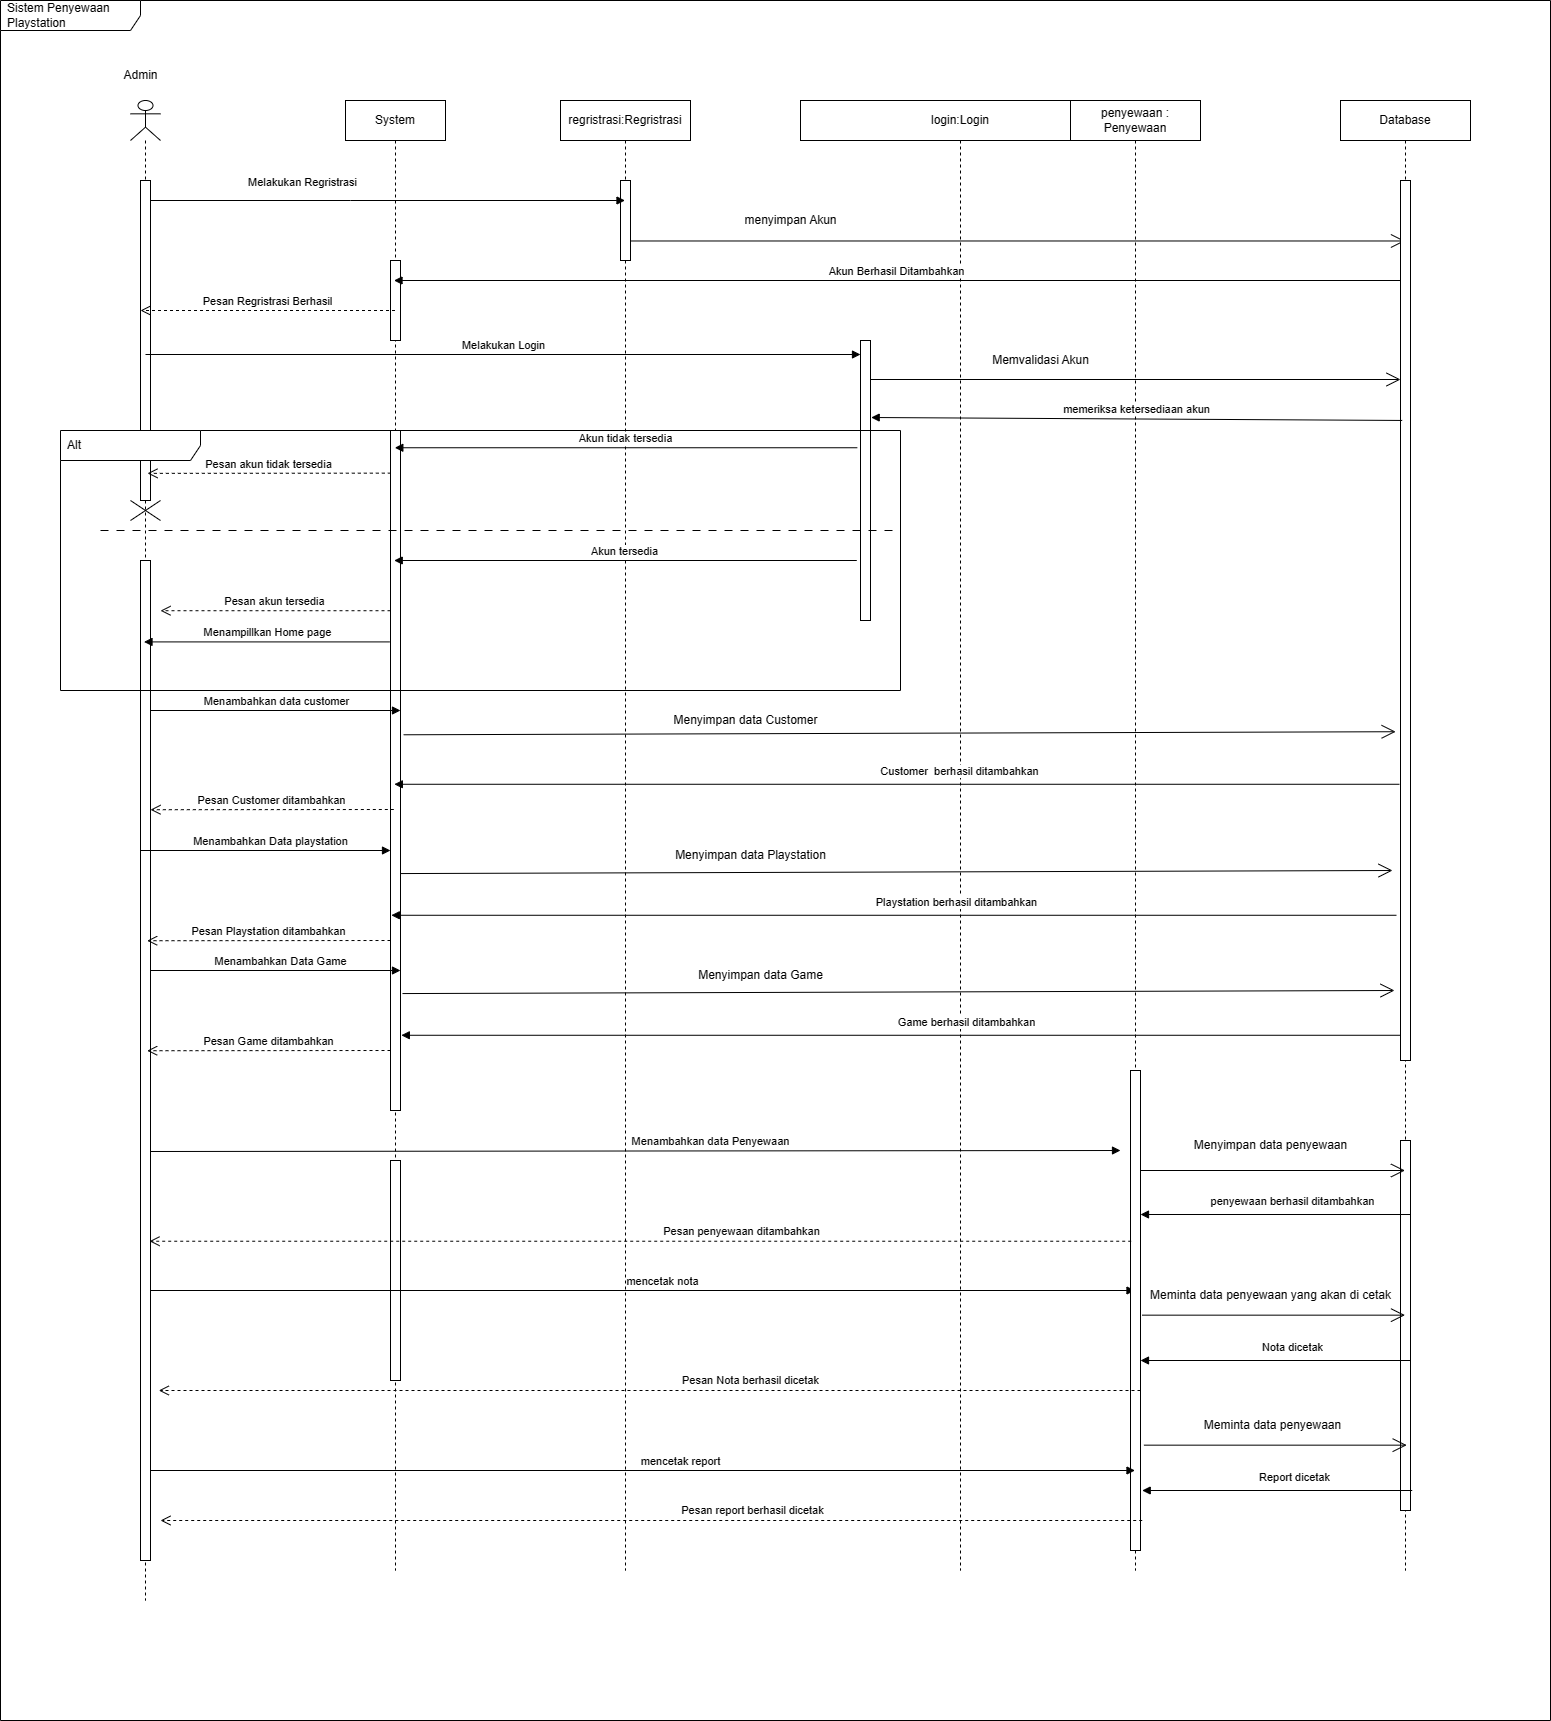 Sistem Penyewaan
Playstation
Admin
System
regristrasi:Regristrasi
login:Login
penyewaan :
Penyewaan
Database
Melakukan Regristrasi
menyimpan Akun
Akun Berhasil Ditambahkan
Pesan Regristrasi Berhasil
Melakukan Login
Memvalidasi Akun
memeriksa ketersediaan akun
Alt
Akun tidak tersedia
Pesan akun tidak tersedia
Akun tersedia
Pesan akun tersedia
Menampillkan Home page
Menambahkan data customer
Menyimpan data Customer
Customer  berhasil ditambahkan
Pesan Customer ditambahkan
Menambahkan Data playstation
Menyimpan data Playstation
Playstation berhasil ditambahkan
Pesan Playstation ditambahkan
Menambahkan Data Game
Menyimpan data Game
Game berhasil ditambahkan
Pesan Game ditambahkan
Menambahkan data Penyewaan
Menyimpan data penyewaan
penyewaan berhasil ditambahkan
Pesan penyewaan ditambahkan
mencetak nota
Meminta data penyewaan yang akan di cetak
Nota dicetak
Pesan Nota berhasil dicetak
Meminta data penyewaan
mencetak report
Report dicetak
Pesan report berhasil dicetak